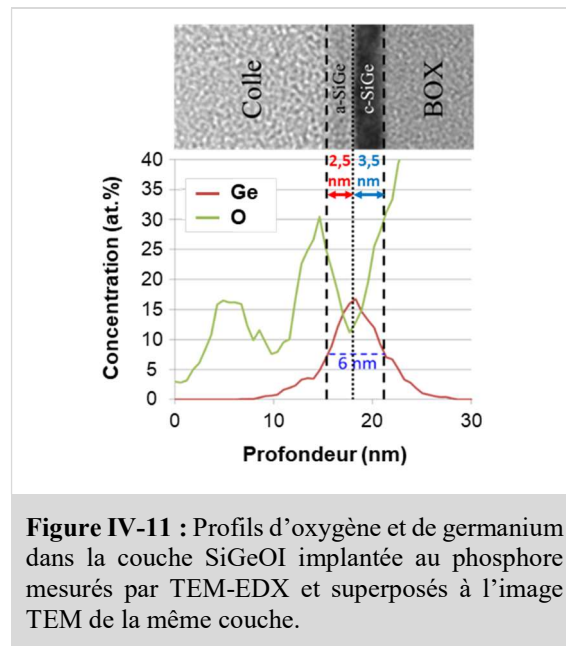 Colle
a-SiGe
c-SiGe
BOX
2,5 nm
3,5 nm
40
35
30
25
20
15
10
5
0
Ge
O
6 nm
Concentration (at.%)
0
10
20
30
Profondeur (nm)
Figure IV-11 : Profils d’oxygène et de germanium
dans la couche SiGeOI implantée au phosphore
mesurés par TEM-EDX et superposés à l’image
TEM de la même couche.